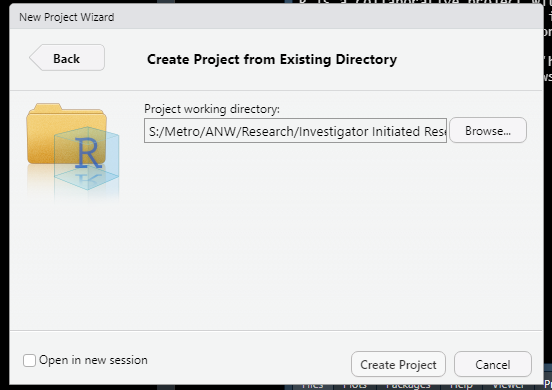 New Project Wizard
Back
Create Project from Existing Directory
Project working directory:
S:/Metro/ANW/Research/Investigator Initiated Rese
Browse...
R
Open in new session
Create Project
Cancel
Files Plots Packages Help Viewer